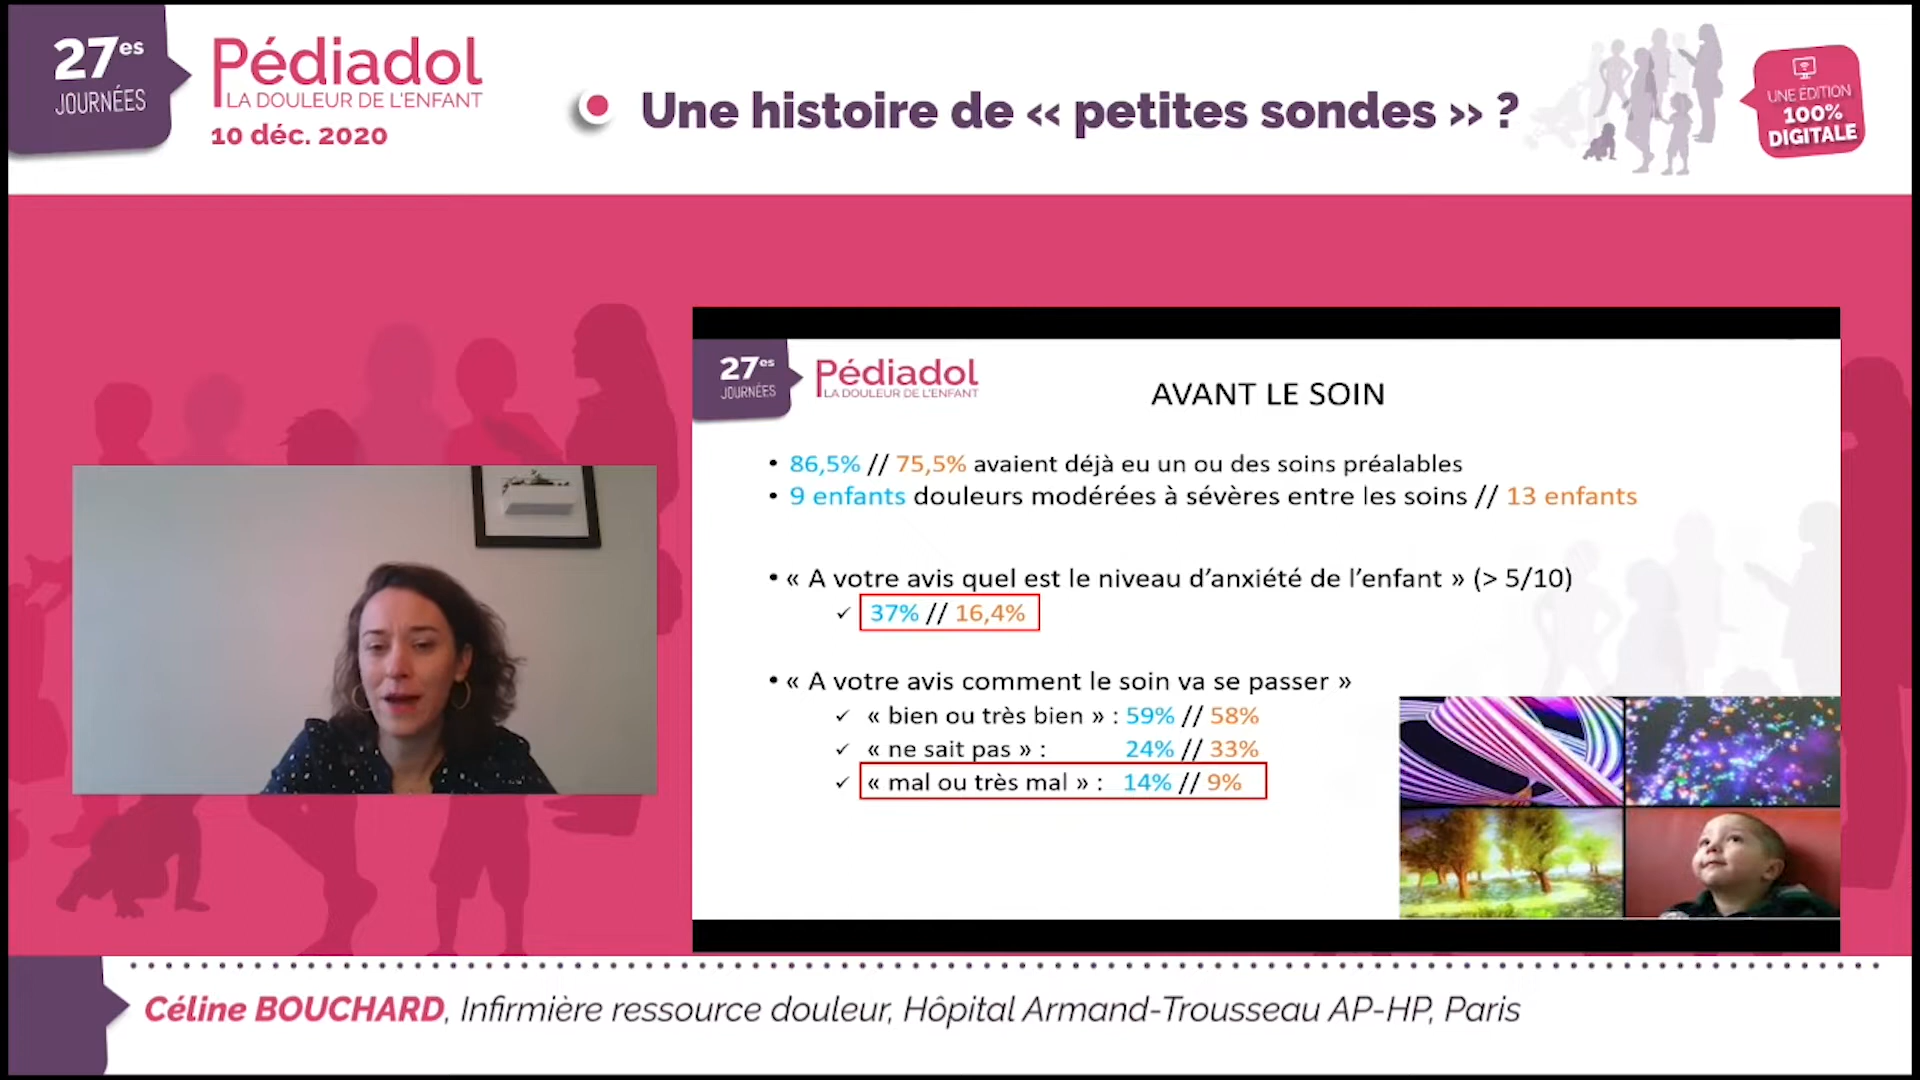 27es
JOURNÉES
Pédiadol
LA DOULEUR DE L'ENFANT
10 déc. 2020
Une histoire de « petites sondes » ?
UNE ÉDITION
100%
DIGITALE
27es
JOURNÉES
Pédiadol
LA DOULEUR DE L'ENFANT
AVANT LE SOIN
• 86,5% // 75,5% avaient déjà eu un ou des soins préalables
• 9 enfants douleurs modérées à sévères entre les soins // 13 enfants
• « A votre avis quel est le niveau d'anxiété de l'enfant » (> 5/10)
✓ 37% // 16,4%
• « A votre avis comment le soin va se passer »
✓ « bien ou très bien » : 59% // 58%
✓ « ne sait pas » : 24% // 33%
✓ « mal ou très mal » : 14% // 9%
Céline BOUCHARD, Infirmière ressource douleur, Hôpital Armand-Trousseau AP-HP, Paris